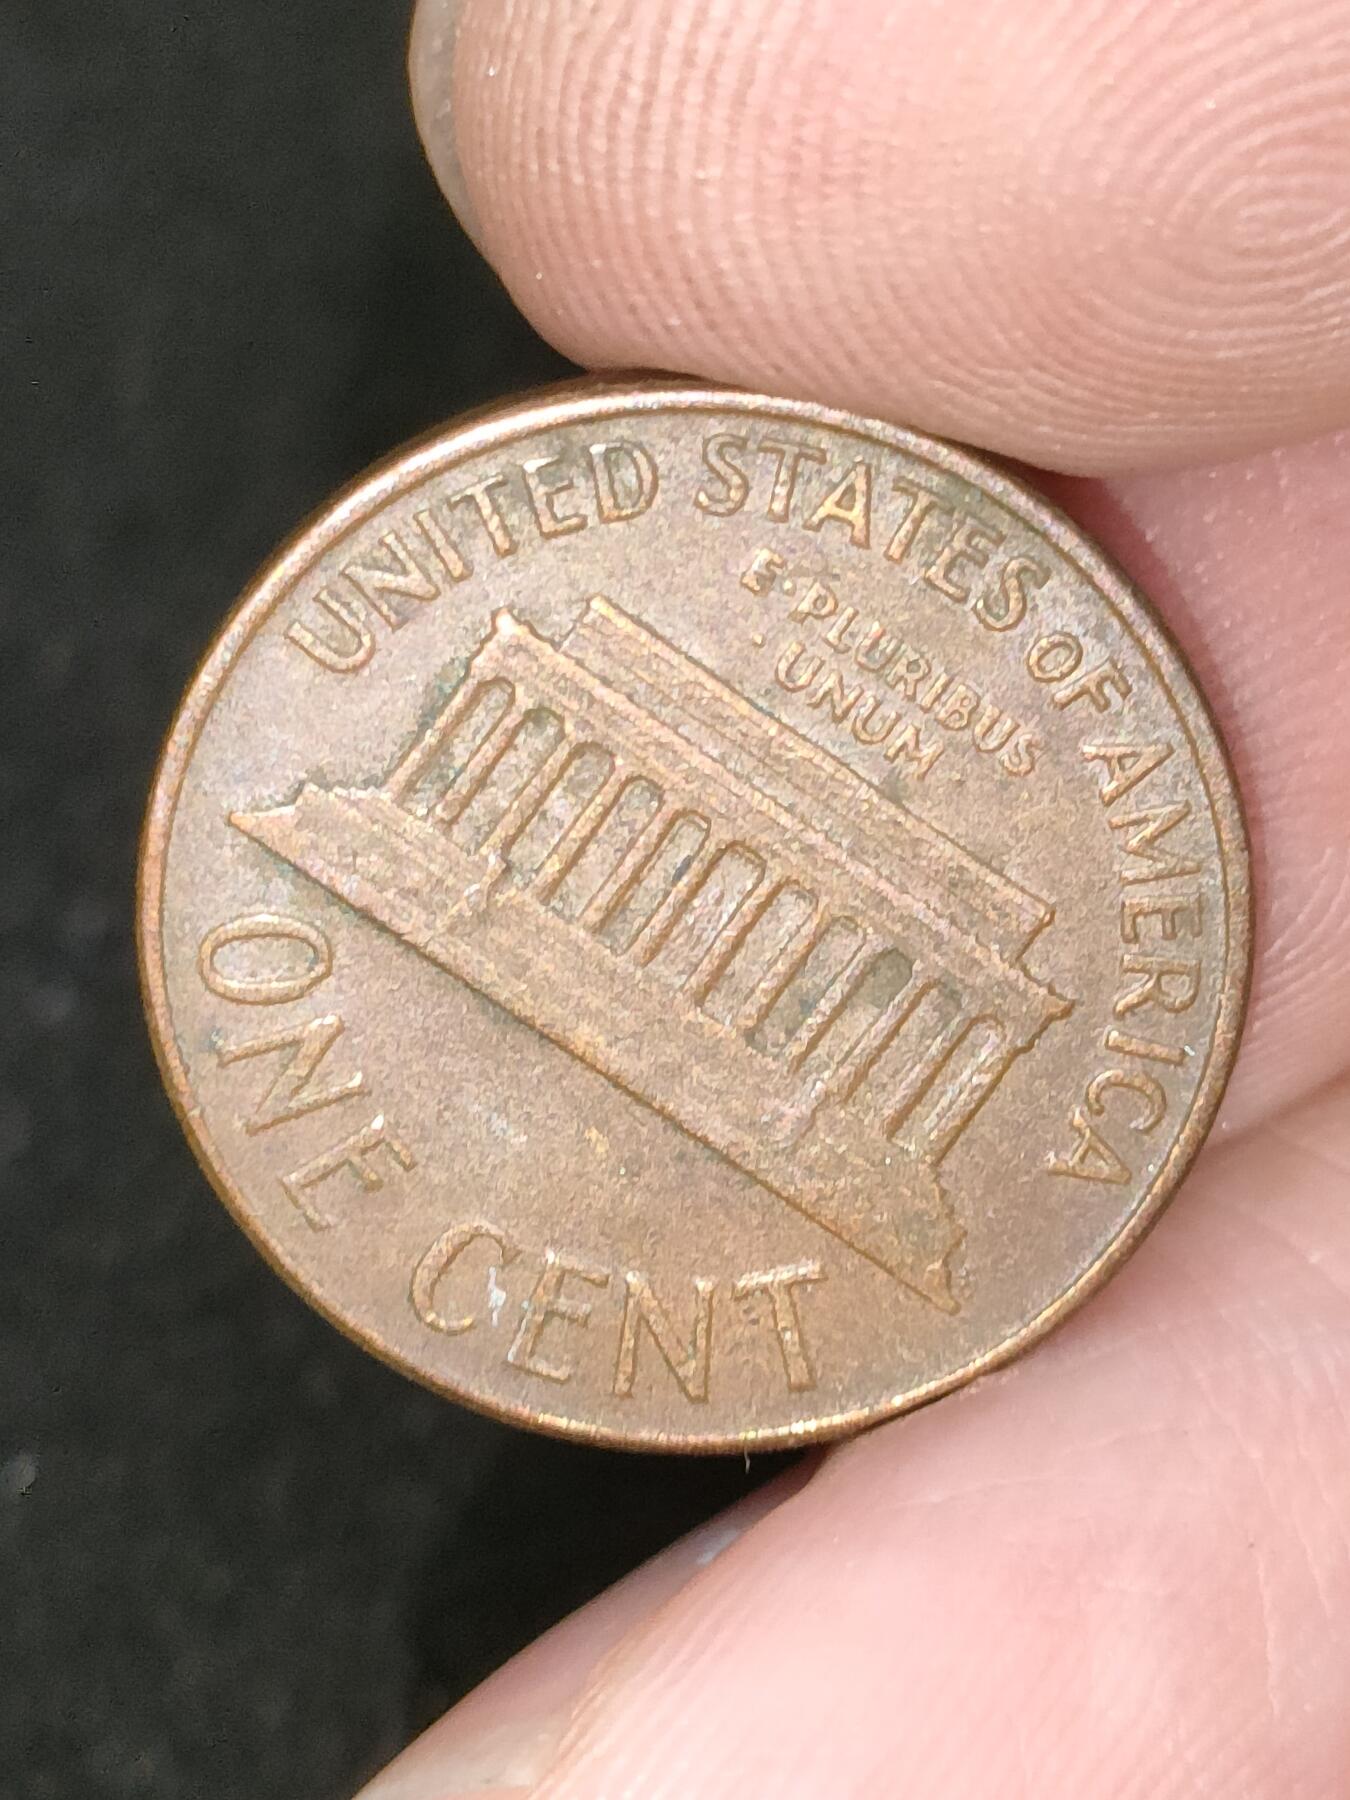 UNITED STATES OF AMERICA
E·PLURIBUS
·UNUM
ONE CENT